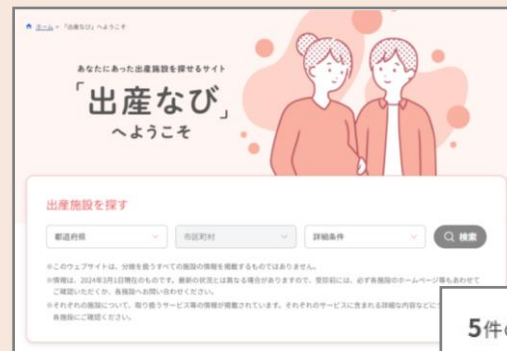 ホーム > 「出産なび」へようこそ
あなたにあった出産施設を探せるサイト
「出産なび」
へようこそ
出産施設を探す
都道府県
市区町村
詳細条件
検索
※このウェブサイトは、分娩を扱うすべての施設の情報を掲載するものではありません。
※情報は、2024年3月1日現在のものです。最新の状況とは異なる場合がありますので、受診前には、必ず各施設のホームページ等もあわせて
ご確認いただくか、各施設へお問い合わせください。
※それぞれの施設について、取り扱うサービス等の情報が掲載されています。それぞれのサービスに含まれる詳細な内容などにつ
各施設にご確認ください。
5件の